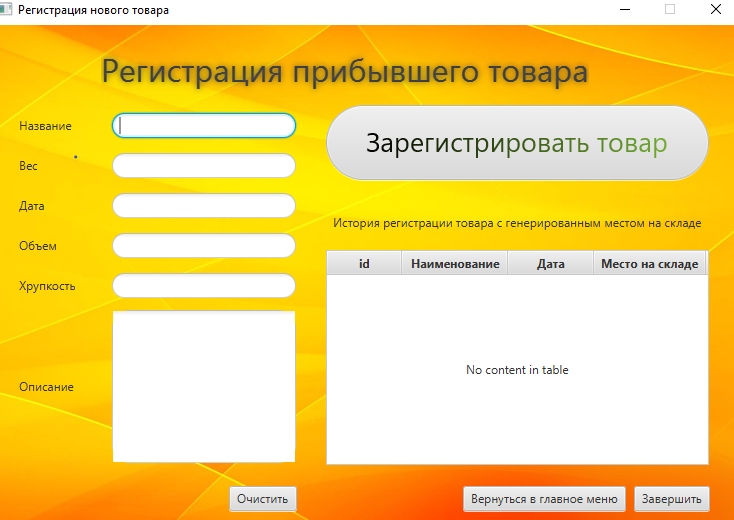 Регистрация нового товара
Регистрация прибывшего товара
Название
Вес
Дата
Объем
Хрупкость
Описание
Очистить
Зарегистрировать товар
История регистрации товара с генерированным местом на складе
id Наименование Дата Место на складе
No content in table
Вернуться в главное меню Завершить